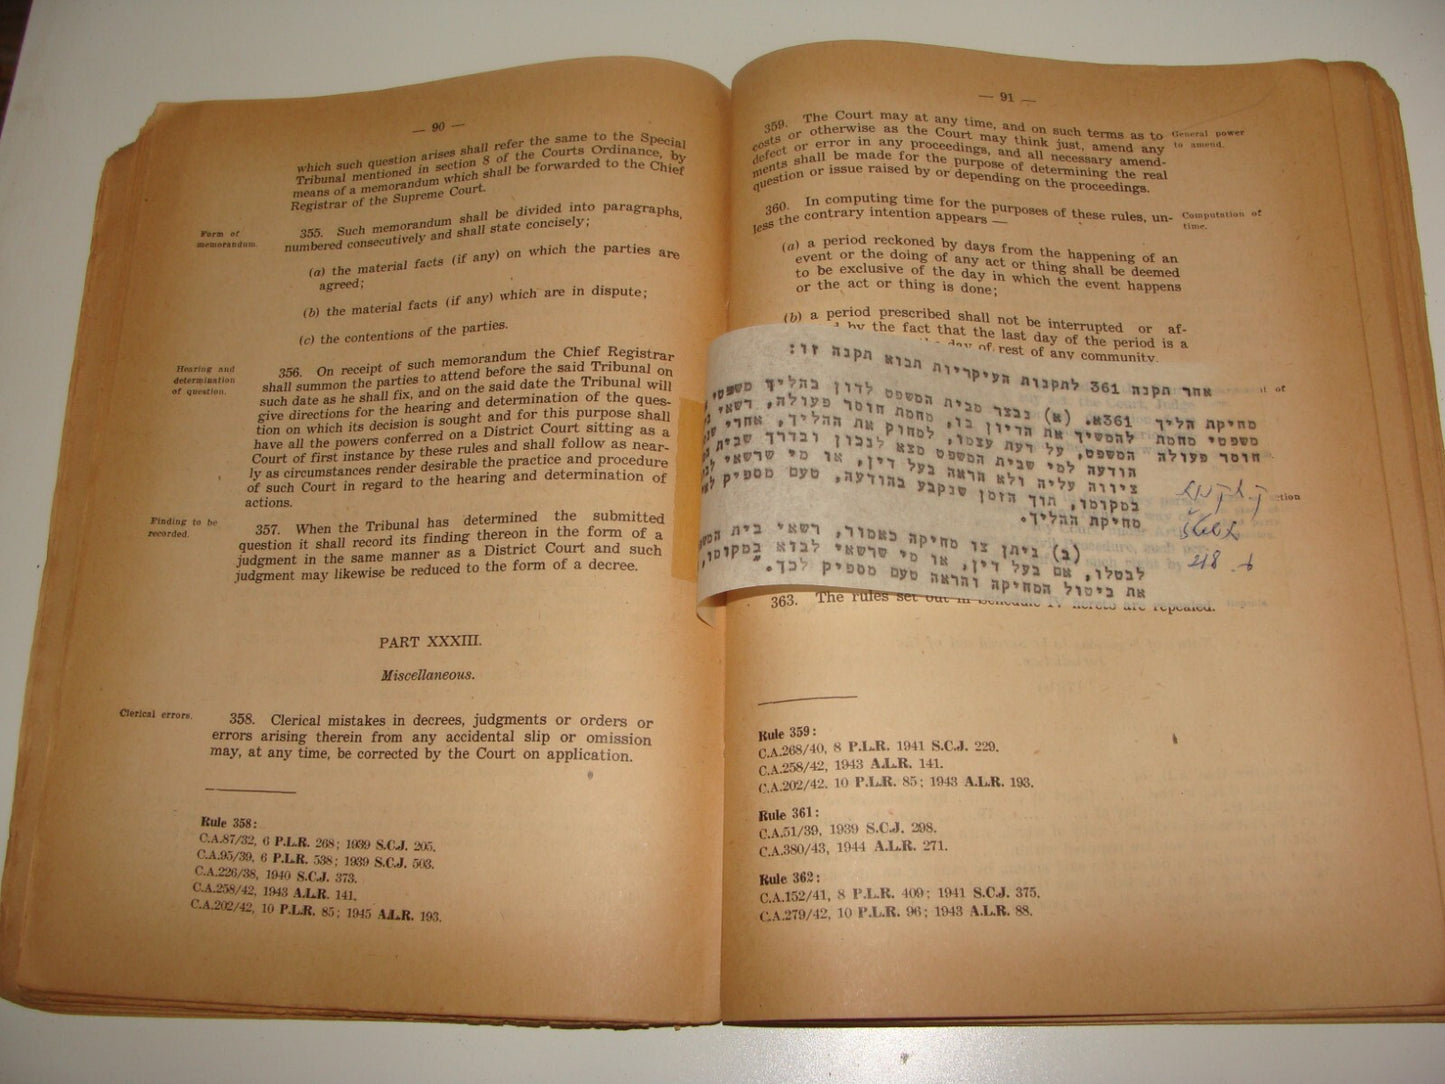 — 90 —
which such question arises shall refer the same to the Special
Tribunal mentioned in section 8 of the Courts Ordinance, by
means of a memorandum which shall be forwarded to the Chief
Registrar of the Supreme Court.
Form of
memorandum.
355. Such memorandum shall be divided into paragraphs,
numbered consecutively and shall state concisely;
(a) the material facts (if any) on which the parties are
agreed;
(b) the material facts (if any) which are in dispute;
(c) the contentions of the parties.
Hearing and
determination
of question.
356. On receipt of such memorandum the Chief Registrar
shall summon the parties to attend before the said Tribunal on
such date as he shall fix, and on the said date the Tribunal will
give directions for the hearing and determination of the ques-
tion on which its decision is sought and for this purpose shall
have all the powers conferred on a District Court sitting as a
Court of first instance by these rules and shall follow as near-
ly as circumstances render desirable the practice and procedure
of such Court in regard to the hearing and determination of
actions.
Finding to be
recorded.
357. When the Tribunal has determined the submitted
question it shall record its finding thereon in the form of a
judgment in the same manner as a District Court and such
judgment may likewise be reduced to the form of a decree.
PART XXXIII.
Miscellaneous.
Clerical errors.
358. Clerical mistakes in decrees, judgments or orders or
errors arising therein from any accidental slip or omission
may, at any time, be corrected by the Court on application.
Rule 358:
C.A.87/32, 6 P.L.R. 268; 1939 S.C.J. 205.
C.A.95/39, 6 P.L.R. 538; 1939 S.C.J. 503.
C.A.226/38, 1940 S.C.J. 373.
C.A.258/42, 1943 A.L.R. 141.
C.A.202/42, 10 P.L.R. 85; 1945 A.L.R. 193.
— 91 —
359. The Court may at any time, and on such terms as to
costs or otherwise as the Court may think just, amend any
defect or error in any proceedings, and all necessary amend-
ments shall be made for the purpose of determining the real
question or issue raised by or depending on the proceedings.
General power
to amend.
360. In computing time for the purposes of these rules, un-
less the contrary intention appears —
Computation of
time.
(a) a period reckoned by days from the happening of an
event or the doing of any act or thing shall be deemed
to be exclusive of the day in which the event happens
or the act or thing is done;
(b) a period prescribed shall not be interrupted or af-
by the fact that the last day of the period is a
day of rest of any community.
אחר תקנה 361 לתקנות העיקריות תבוא תקנה זו:
מחיקת הליך
משפטי מחמת
חוסר פעולה
361א. (א) נבצר מבית המשפט לדון בהליך משפטי
להמשיך את הדיון בו, מחמת חוסר פעולה, רשאי
המשפט, על דעת עצמו, למחוק את ההליך, אחרי
הודעה למי שבית המשפט מצא לנכון ובדרך שבית
ציווה עליה ולא הראה בעל דין, או מי שרשאי
במקומו, תוך הזמן שנקבע בהודעה, טעם מספיק
מחיקת ההליך.
(ב) ניתן צו מחיקה כאמור, רשאי בית
לבטלו, אם בעל דין, או מי שרשאי לבוא במקומו,
את ביטול המחיקה והראה טעם מספיק לכך."
363. The rules set out in Schedule IV hereto are repealed.
Rule 359:
C.A.268/40, 8 P.L.R. 1941 S.C.J. 229.
C.A.258/42, 1943 A.L.R. 141.
C.A.202/42. 10 P.L.R. 85; 1943 A.L.R. 193.
Rule 361:
C.A.51/39, 1939 S.C.J. 298.
C.A.380/43, 1944 A.L.R. 271.
Rule 362:
C.A.152/41, 8 P.L.R. 409; 1941 S.C.J. 375.
C.A.279/42, 10 P.L.R. 96; 1943 A.L.R. 88.